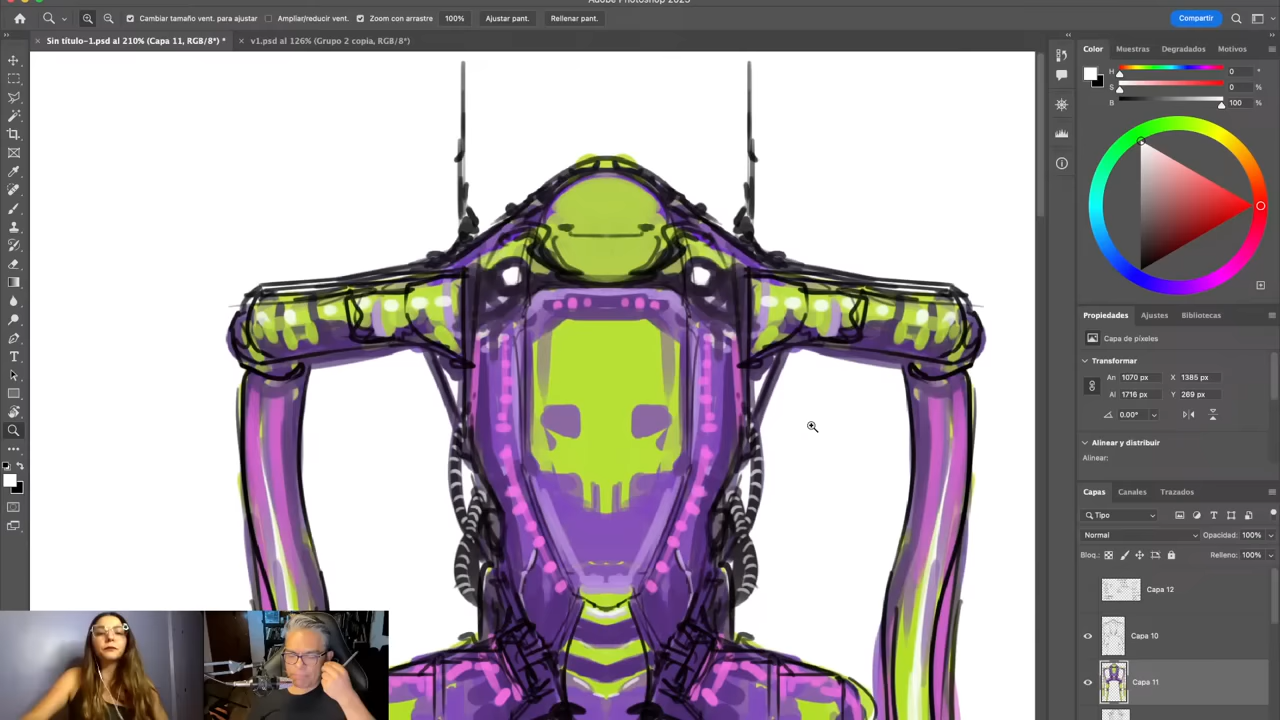 Adobe Photoshop 2023
Cambiar tamaño vent. para ajustar Ampliar/reducir vent. Zoom con arrastre 100% Ajustar pant. Rellenar pant. Compartir
Sin título-1.psd al 210% (Capa 11, RGB/8*) * v1.psd al 126% (Grupo 2 copia, RGB/8*)
Color Muestras Degradados Motivos
H 0 °
S 0 %
B 100 %
Propiedades Ajustes Bibliotecas
Capa de píxeles
Transformar
An 1070 px X 1385 px
Al 1716 px Y 269 px
0.00°
Alinear y distribuir
Alinear:
Capas Canales Trazados
Tipo
Normal Opacidad: 100%
Bloq.: Relleno: 100%
Capa 12
Capa 10
Capa 11